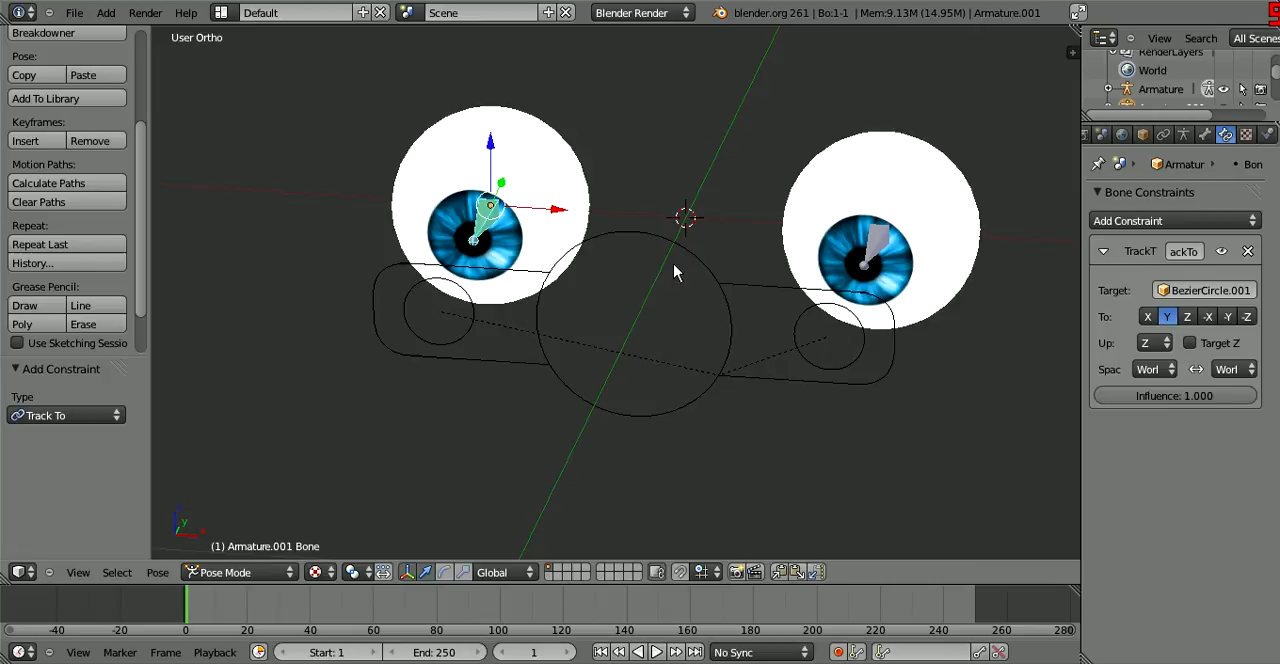 File Add Render Help Default Scene Blender Render blender.org 261 | Bo:1-1 | Mem:9.13M (14.95M) | Armature.001
Breakdowner
Pose:
Copy Paste
Add To Library
Keyframes:
Insert Remove
Motion Paths:
Calculate Paths
Clear Paths
Repeat:
Repeat Last
History...
Grease Pencil:
Draw Line
Poly Erase
Use Sketching Sessio
Add Constraint
Type
Track To
User Ortho
z
y
x
(1) Armature.001 Bone
View Search All Scenes
RenderLayers
World
Armature
Armatur Bon
Bone Constraints
Add Constraint
TrackT ackTo
Target: BezierCircle.001
To: X Y Z -X -Y -Z
Up: Z Target Z
Spac Worl Worl
Influence: 1.000
View Select Pose Pose Mode Global
-40 -20 0 20 40 60 80 100 120 140 160 180 200 220 240 260 280
View Marker Frame Playback Start: 1 End: 250 1 No Sync